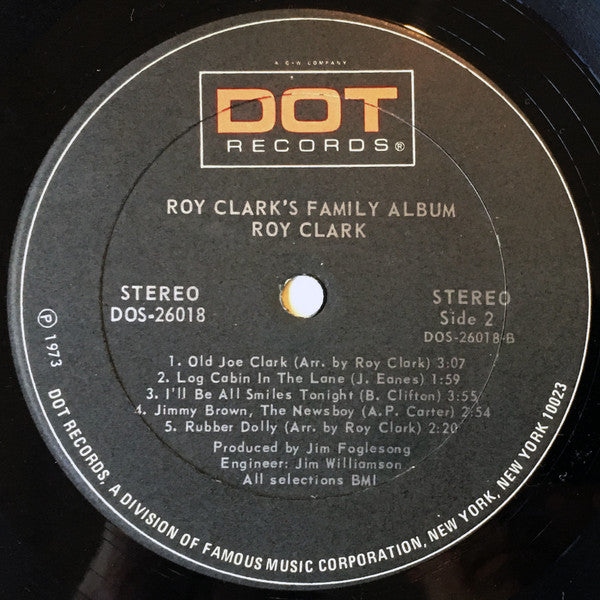 A G+W COMPANY
DOT
RECORDS®
ROY CLARK'S FAMILY ALBUM
ROY CLARK
STEREO
DOS-26018
STEREO
Side 2
DOS-26018-B
1. Old Joe Clark (Arr. by Roy Clark) 3:07
2. Log Cabin In The Lane (J. Eanes) 1:59
3. I'll Be All Smiles Tonight (B. Clifton) 3:55
4. Jimmy Brown, The Newsboy (A.P. Carter) 2:54
5. Rubber Dolly (Arr. by Roy Clark) 2:20
Produced by Jim Foglesong
Engineer: Jim Williamson
All selections BMI
℗ 1973 DOT RECORDS, A DIVISION OF FAMOUS MUSIC CORPORATION, NEW YORK, NEW YORK 10023